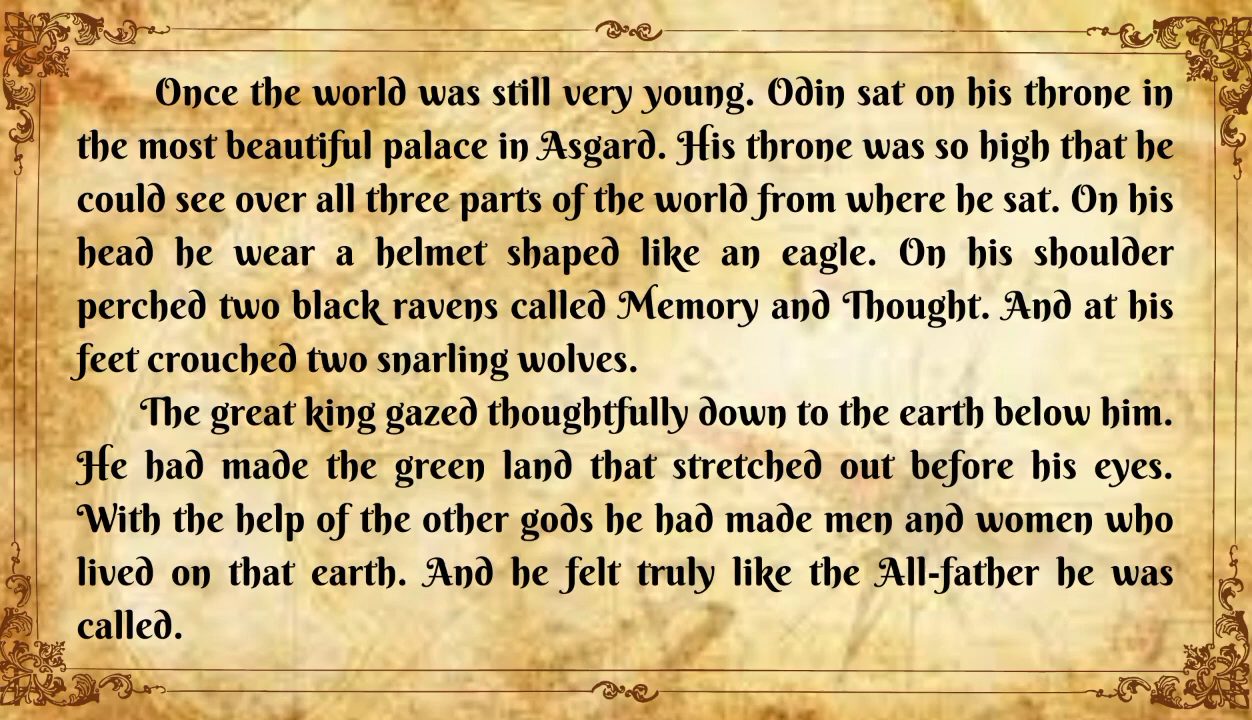 Once the world was still very young. Odin sat on his throne in
the most beautiful palace in Asgard. His throne was so high that he
could see over all three parts of the world from where he sat. On his
head he wear a helmet shaped like an eagle. On his shoulder
perched two black ravens called Memory and Thought. And at his
feet crouched two snarling wolves.
The great king gazed thoughtfully down to the earth below him.
He had made the green land that stretched out before his eyes.
With the help of the other gods he had made men and women who
lived on that earth. And he felt truly like the All-father he was
called.